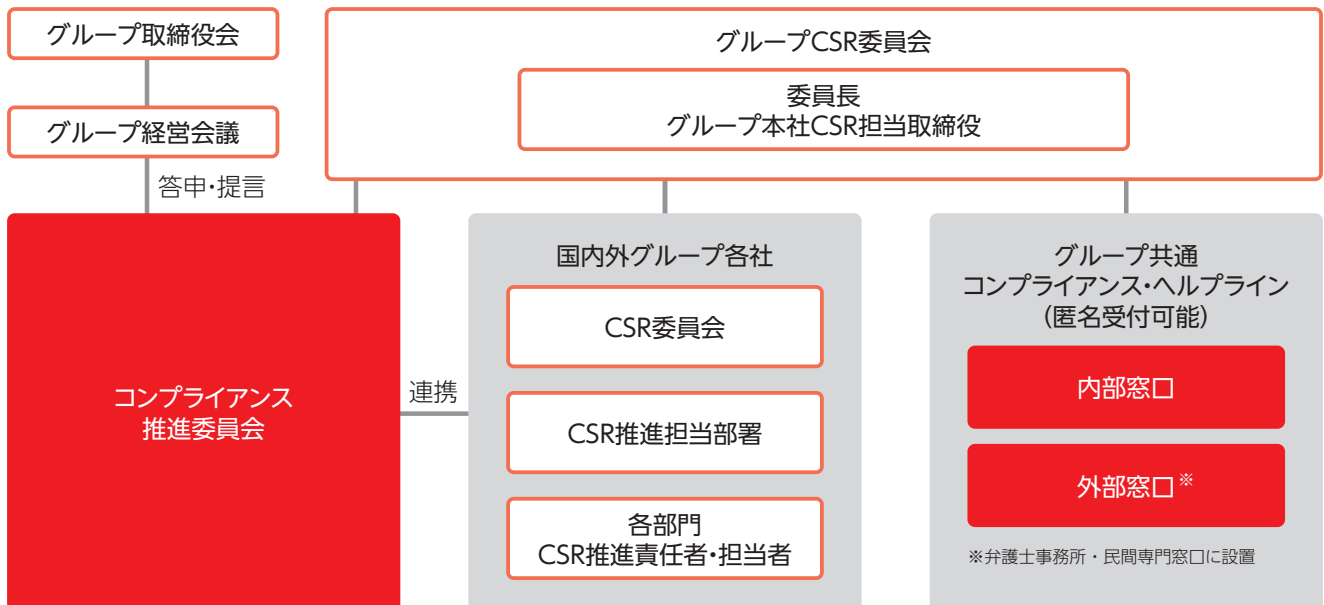 グループ取締役会
グループ経営会議
答申・提言
グループCSR委員会
委員長
グループ本社CSR担当取締役
コンプライアンス
推進委員会
連携
国内外グループ各社
CSR委員会
CSR推進担当部署
各部門
CSR推進責任者・担当者
グループ共通
コンプライアンス・ヘルプライン
(匿名受付可能)
内部窓口
外部窓口※
※弁護士事務所・民間専門窓口に設置